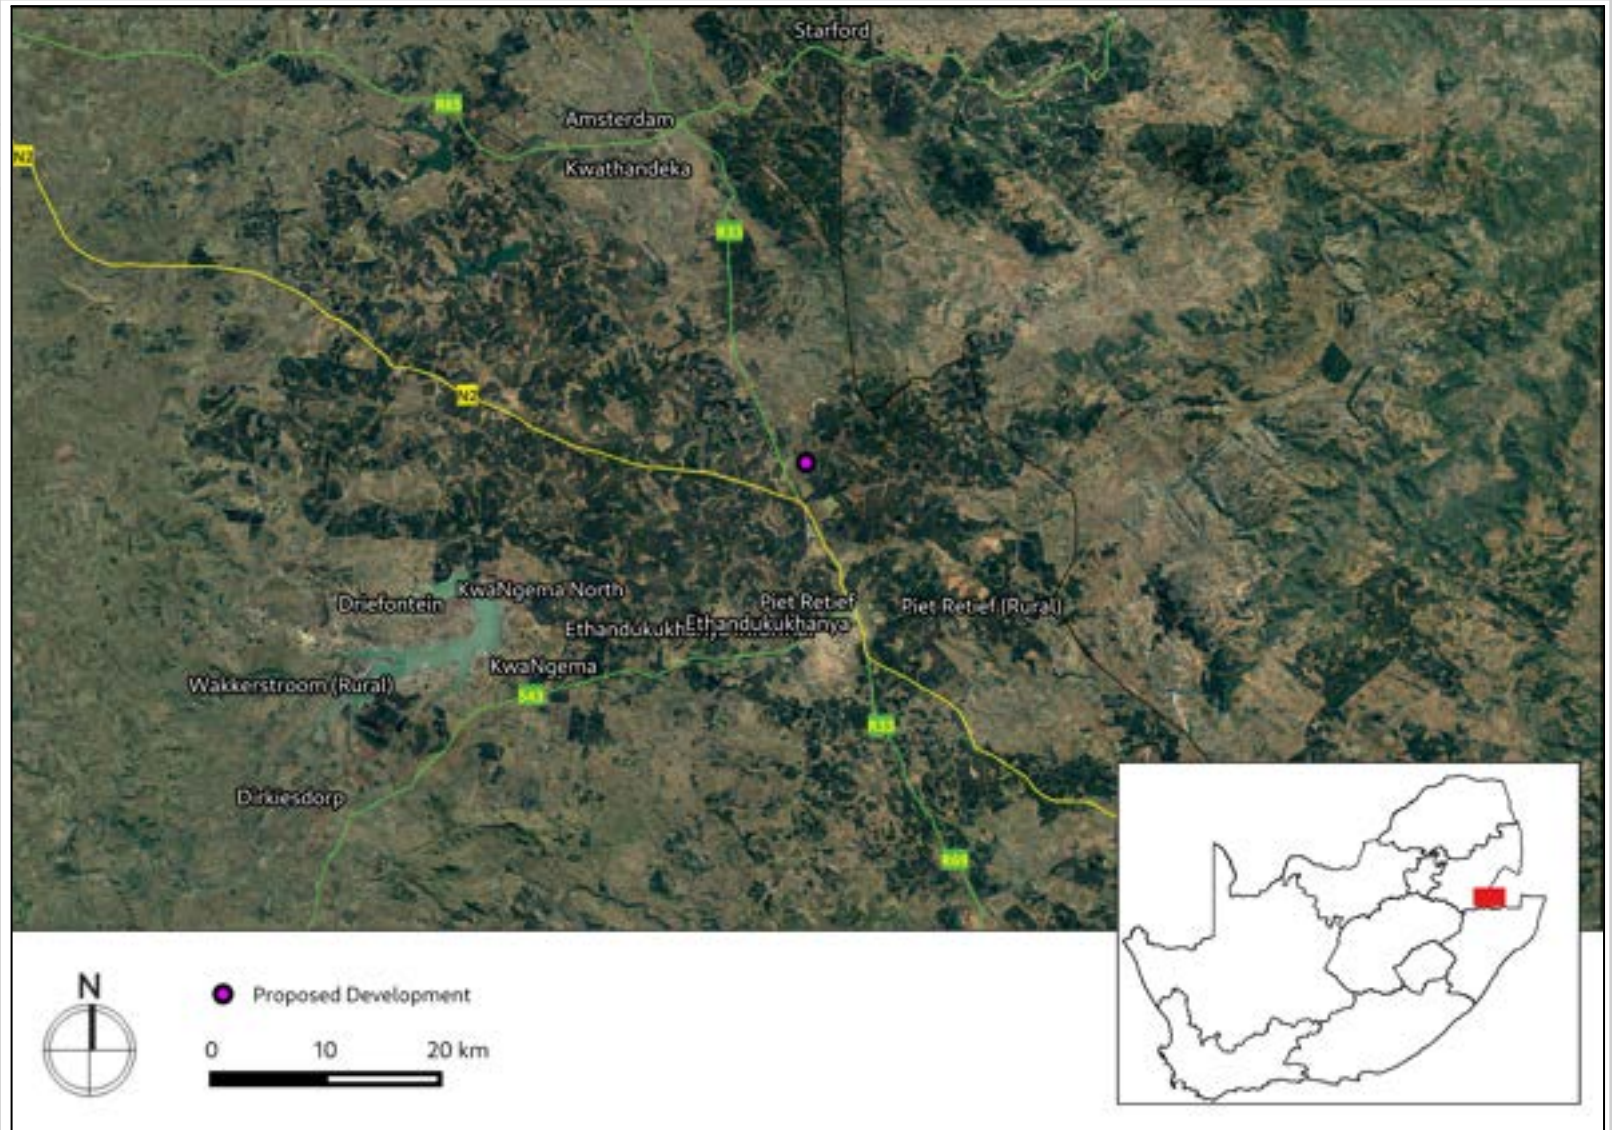 Starford
R65
Amsterdam
N2
Kwathandeka
R33
N2
KwaNgema North
Driefontein
Piet Retief
Piet Retief (Rural)
Ethandukukhanya
KwaNgema
Wakkerstroom (Rural)
543
R33
Dirkiesdorp
R69
N
Proposed Development
0 10 20 km